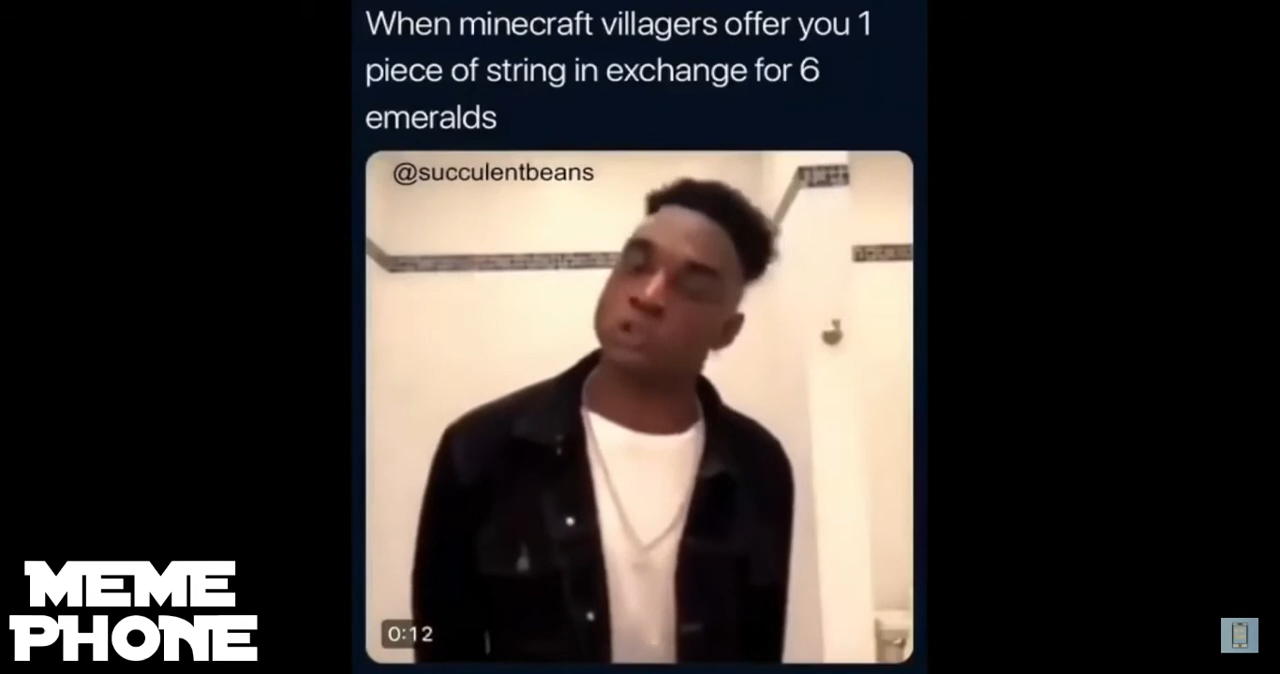 When minecraft villagers offer you 1
piece of string in exchange for 6
emeralds
@succulentbeans
0:12
MEME
PHONE